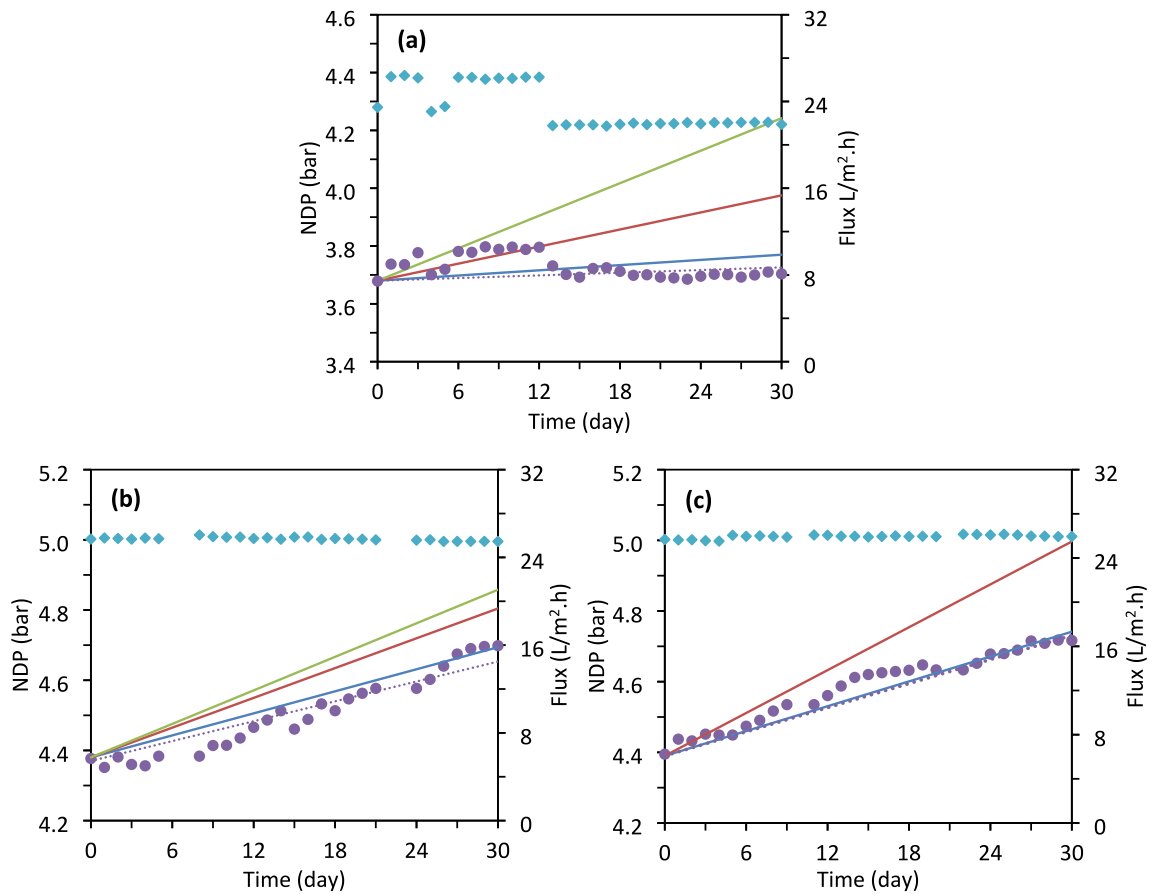 (a)
4.6
4.4
4.2
4.0
3.8
3.6
3.4
NDP (bar)
32
24
16
8
0
Flux L/m².h)
0 6 12 18 24 30
Time (day)
(b)
5.2
5.0
4.8
4.6
4.4
4.2
NDP (bar)
32
24
16
8
0
Flux (L/m².h)
0 6 12 18 24 30
Time (day)
(c)
5.2
5.0
4.8
4.6
4.4
4.2
NDP (bar)
32
24
16
8
0
Flux (L/m².h)
0 6 12 18 24 30
Time (day)